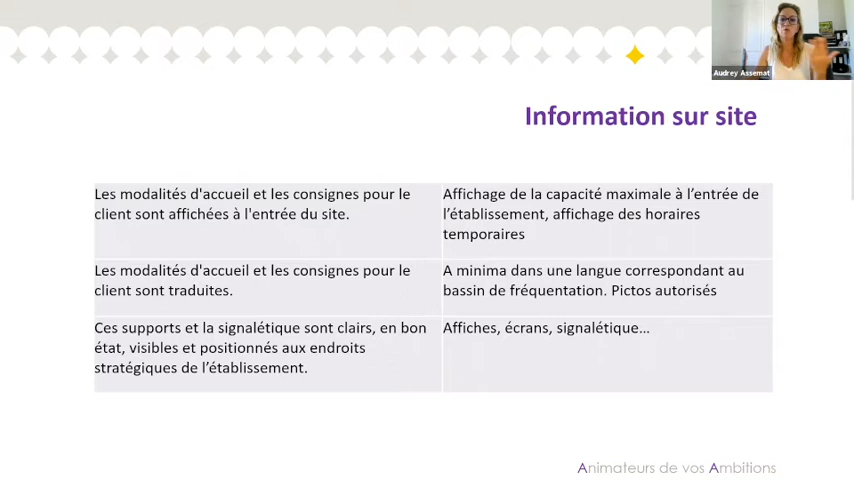 Audrey Assemat
Information sur site
Les modalités d'accueil et les consignes pour le
client sont affichées à l'entrée du site.
Affichage de la capacité maximale à l’entrée de
l’établissement, affichage des horaires
temporaires
Les modalités d'accueil et les consignes pour le
client sont traduites.
A minima dans une langue correspondant au
bassin de fréquentation. Pictos autorisés
Ces supports et la signalétique sont clairs, en bon
état, visibles et positionnés aux endroits
stratégiques de l’établissement.
Affiches, écrans, signalétique…
Animateurs de vos Ambitions